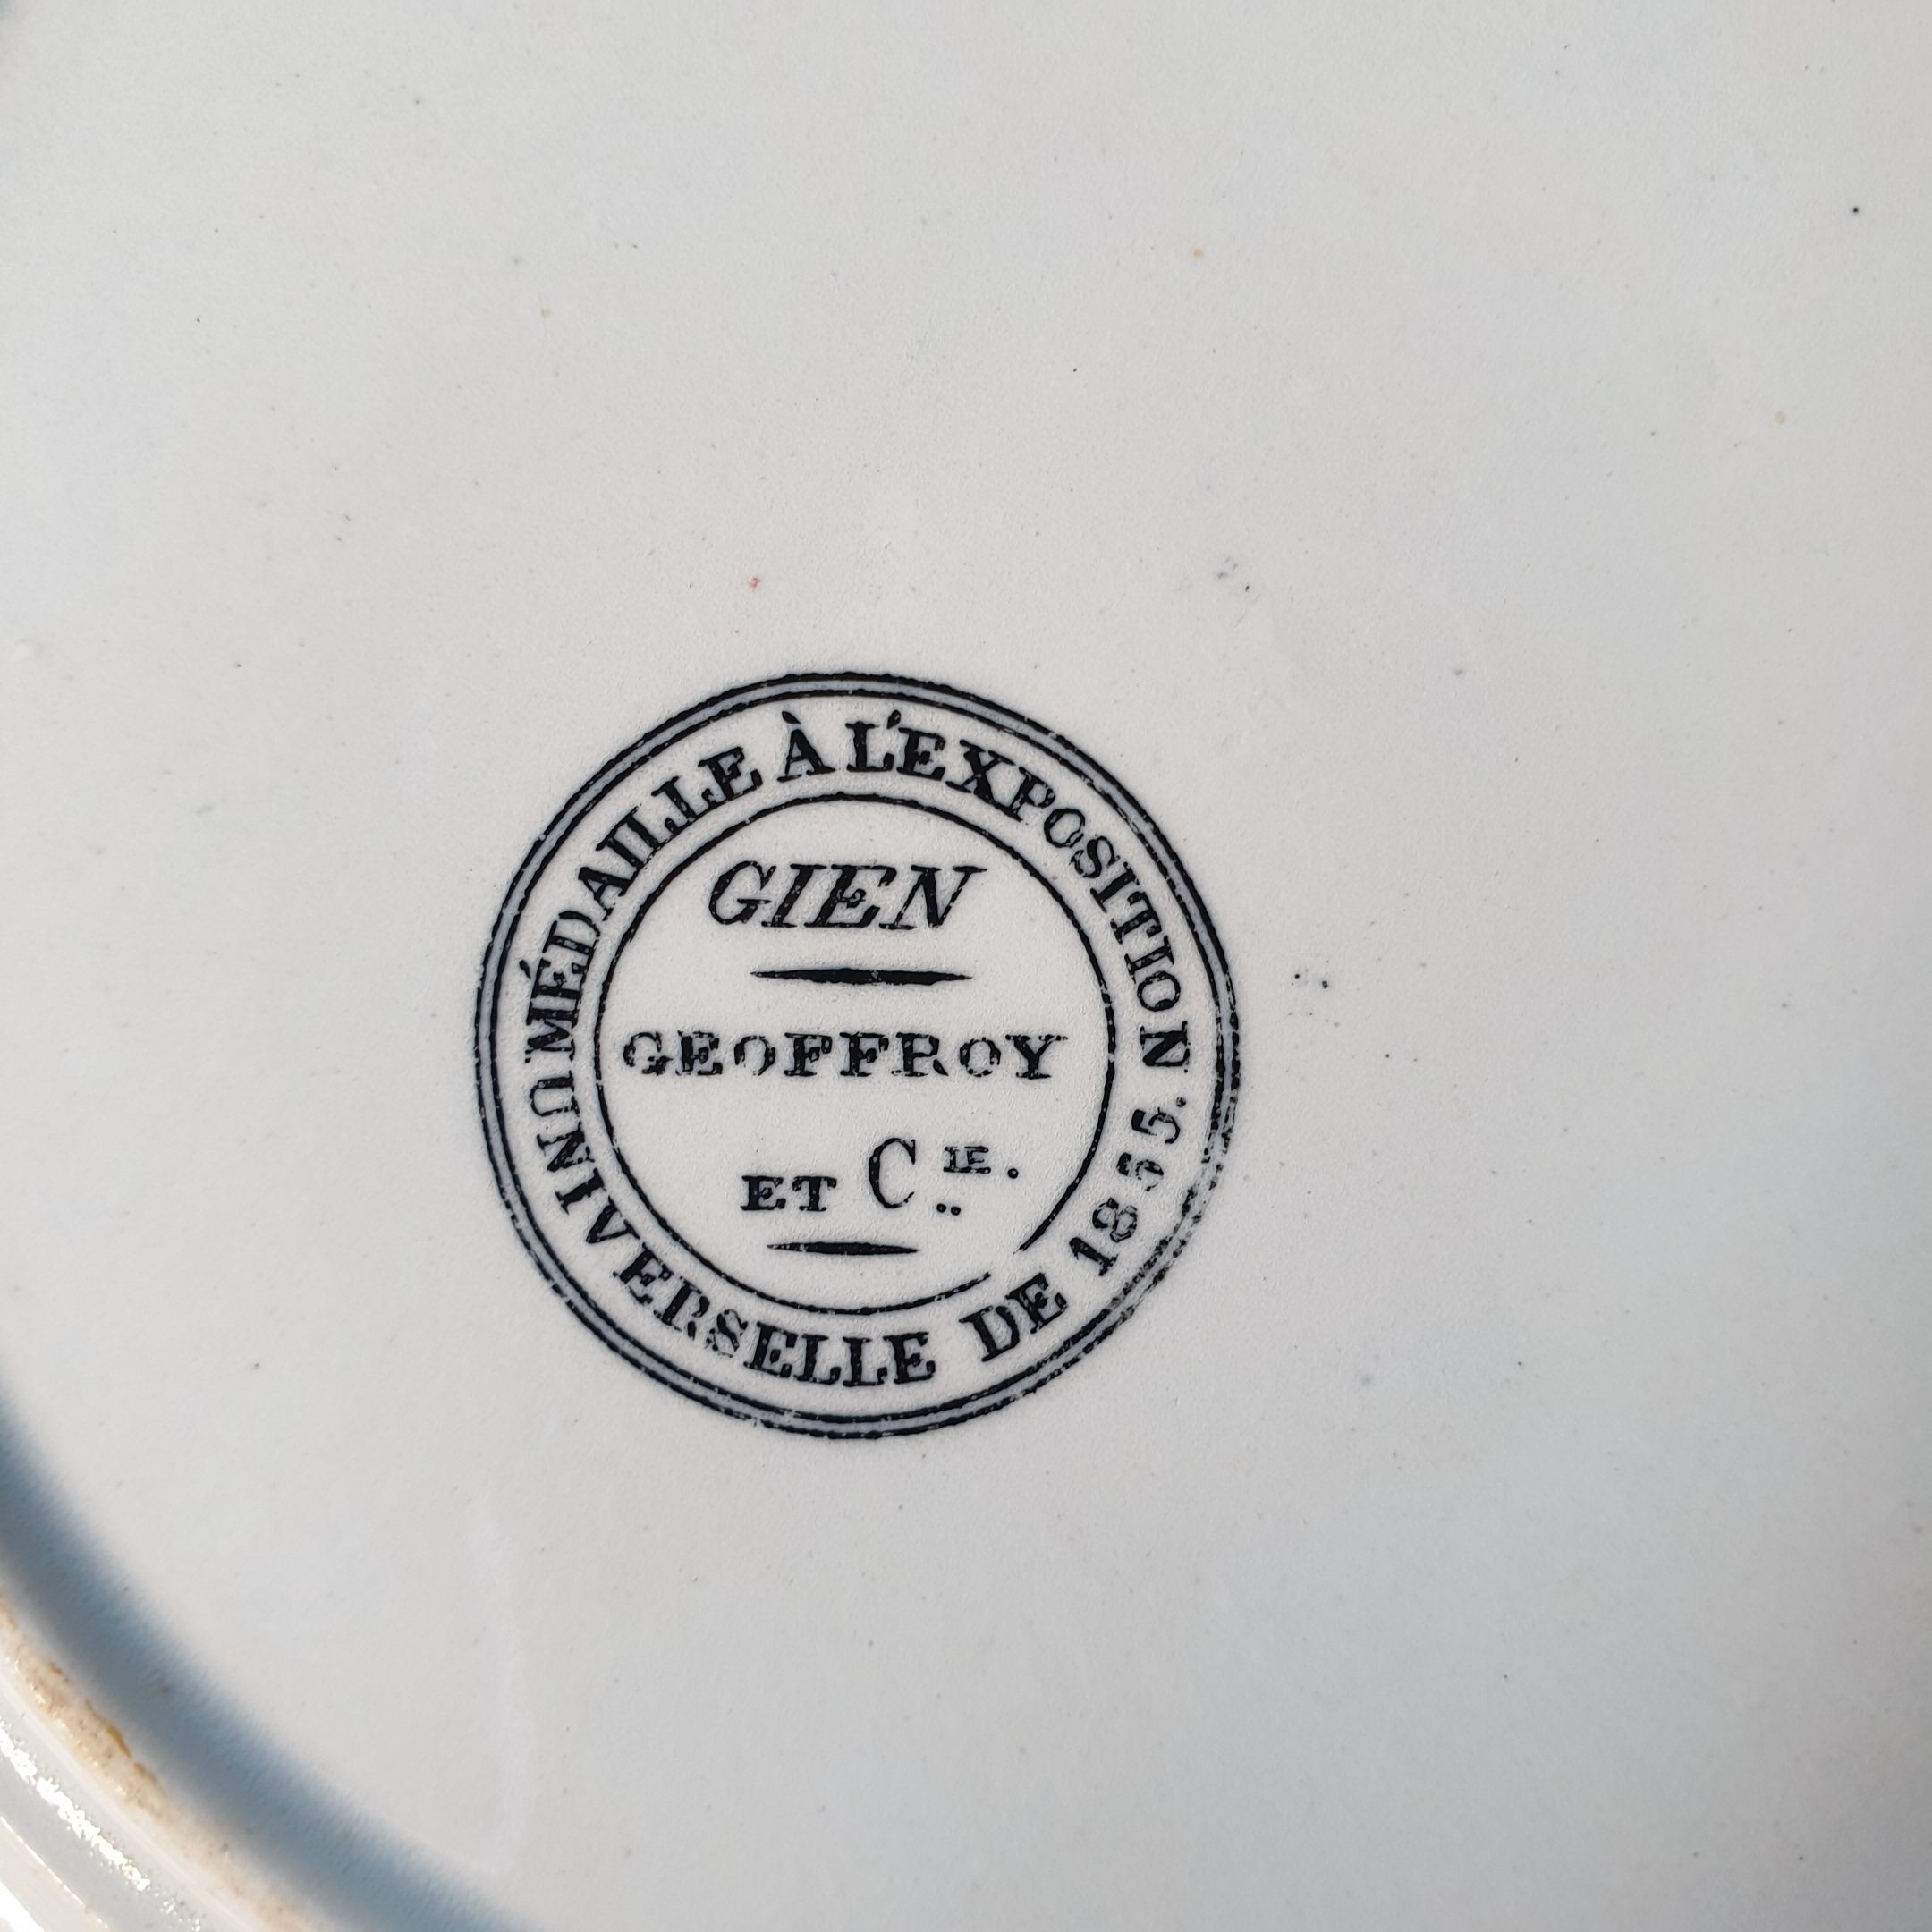 MÉDAILLE À L'EXPOSITION
UNIVERSELLE DE 1855.
GIEN
GEOFFROY
ET CIE.